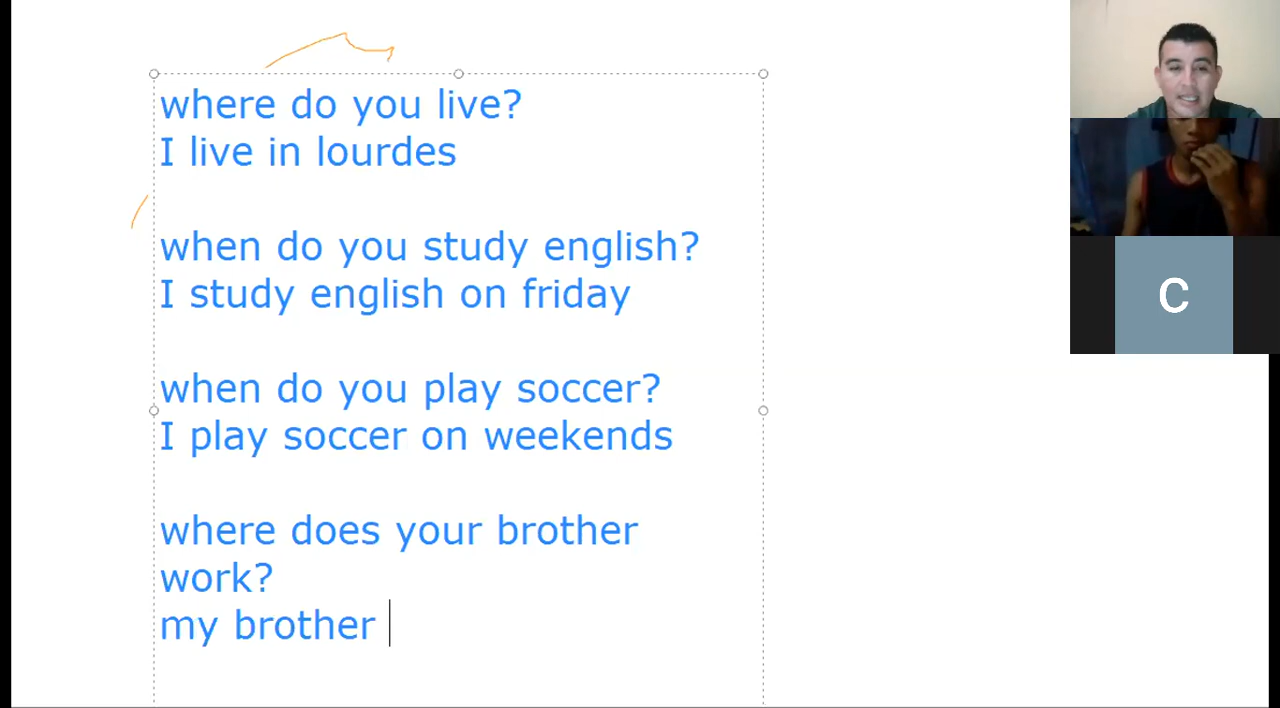 where do you live?
I live in lourdes
when do you study english?
I study english on friday
when do you play soccer?
I play soccer on weekends
where does your brother
work?
my brother
C